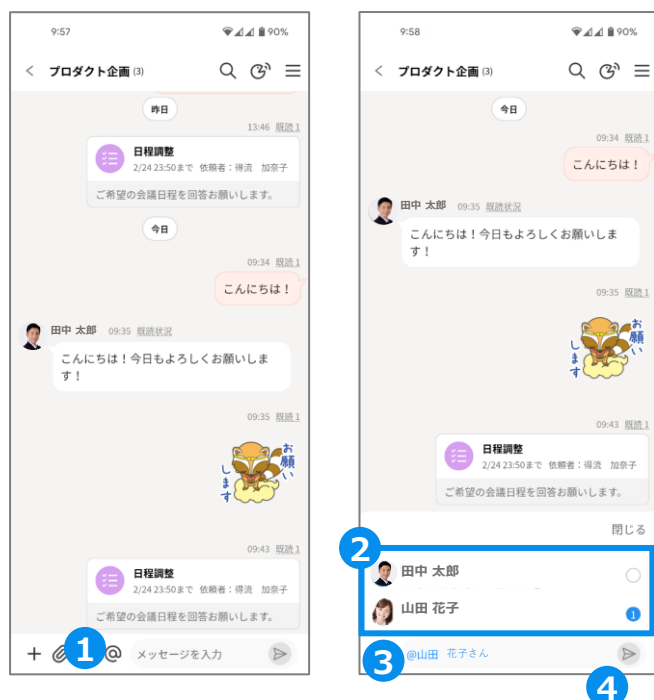 9:57
90%
プロダクト企画 (3)
昨日
13:46 既読 1
日程調整
2/24 23:50まで 依頼者：得流 加奈子
ご希望の会議日程を回答お願いします。
今日
09:34 既読 1
こんにちは！
田中 太郎 09:35 既読状況
こんにちは！今日もよろしくお願いしま
す！
09:35 既読 1
お願い
します
09:43 既読 1
日程調整
2/24 23:50まで 依頼者：得流 加奈子
ご希望の会議日程を回答お願いします。
1
@
メッセージを入力
9:58
90%
プロダクト企画 (3)
今日
09:34 既読 1
こんにちは！
田中 太郎 09:35 既読状況
こんにちは！今日もよろしくお願いしま
す！
09:35 既読 1
お願い
します
09:43 既読 1
日程調整
2/24 23:50まで 依頼者：得流 加奈子
ご希望の会議日程を回答お願いします。
閉じる
2
田中 太郎
山田 花子
1
3
@山田 花子さん
4